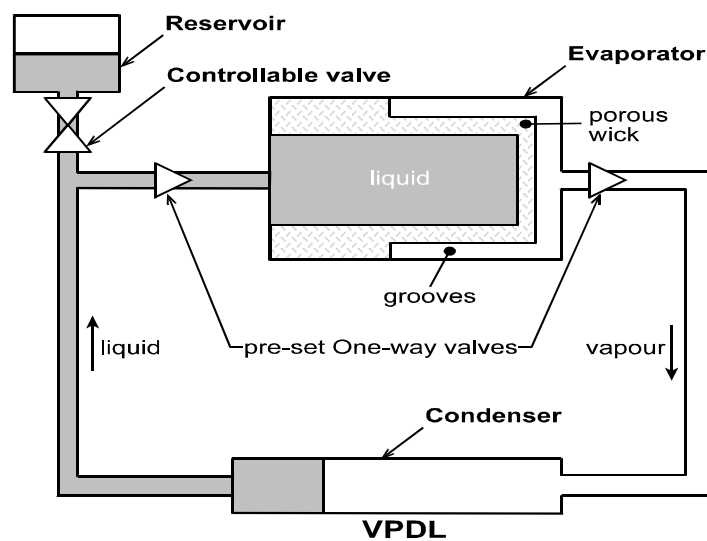 Reservoir
Controllable valve
Evaporator
porous
wick
liquid
grooves
liquid
pre-set One-way valves
vapour
Condenser
VPDL